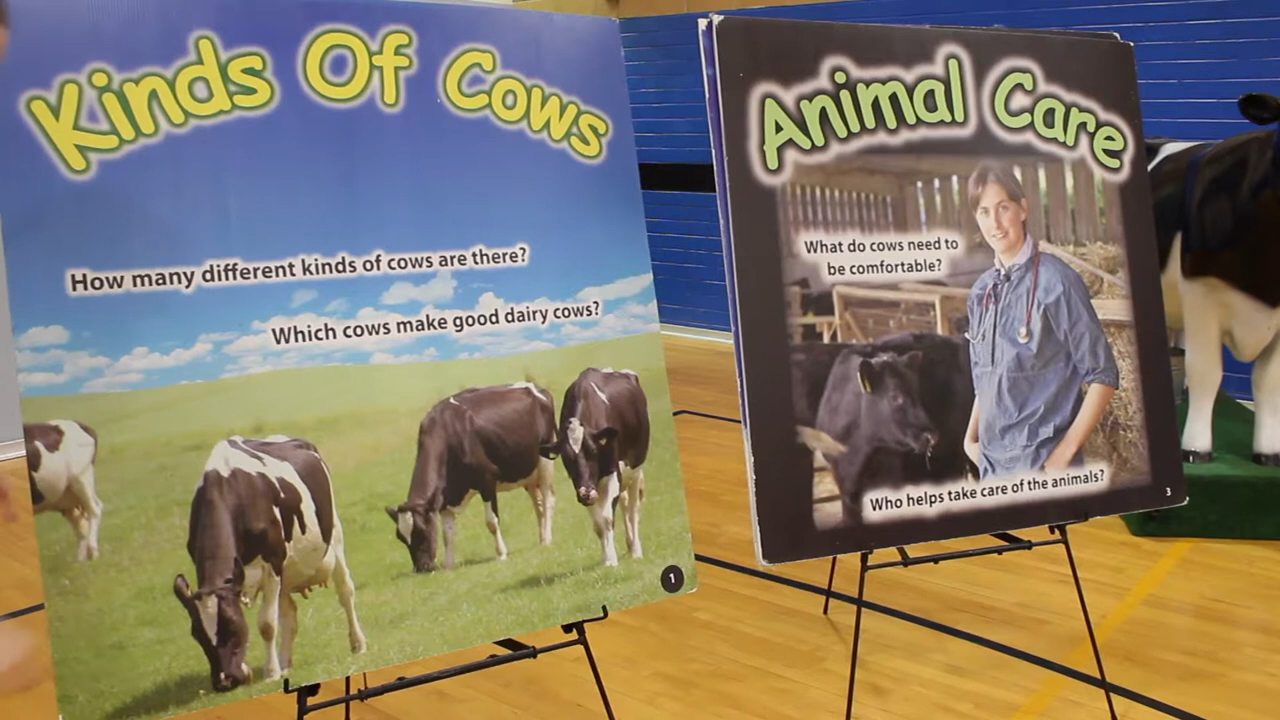 Kinds Of Cows
How many different kinds of cows are there?
Which cows make good dairy cows?
1
Animal Care
What do cows need to
be comfortable?
Who helps take care of the animals?
3